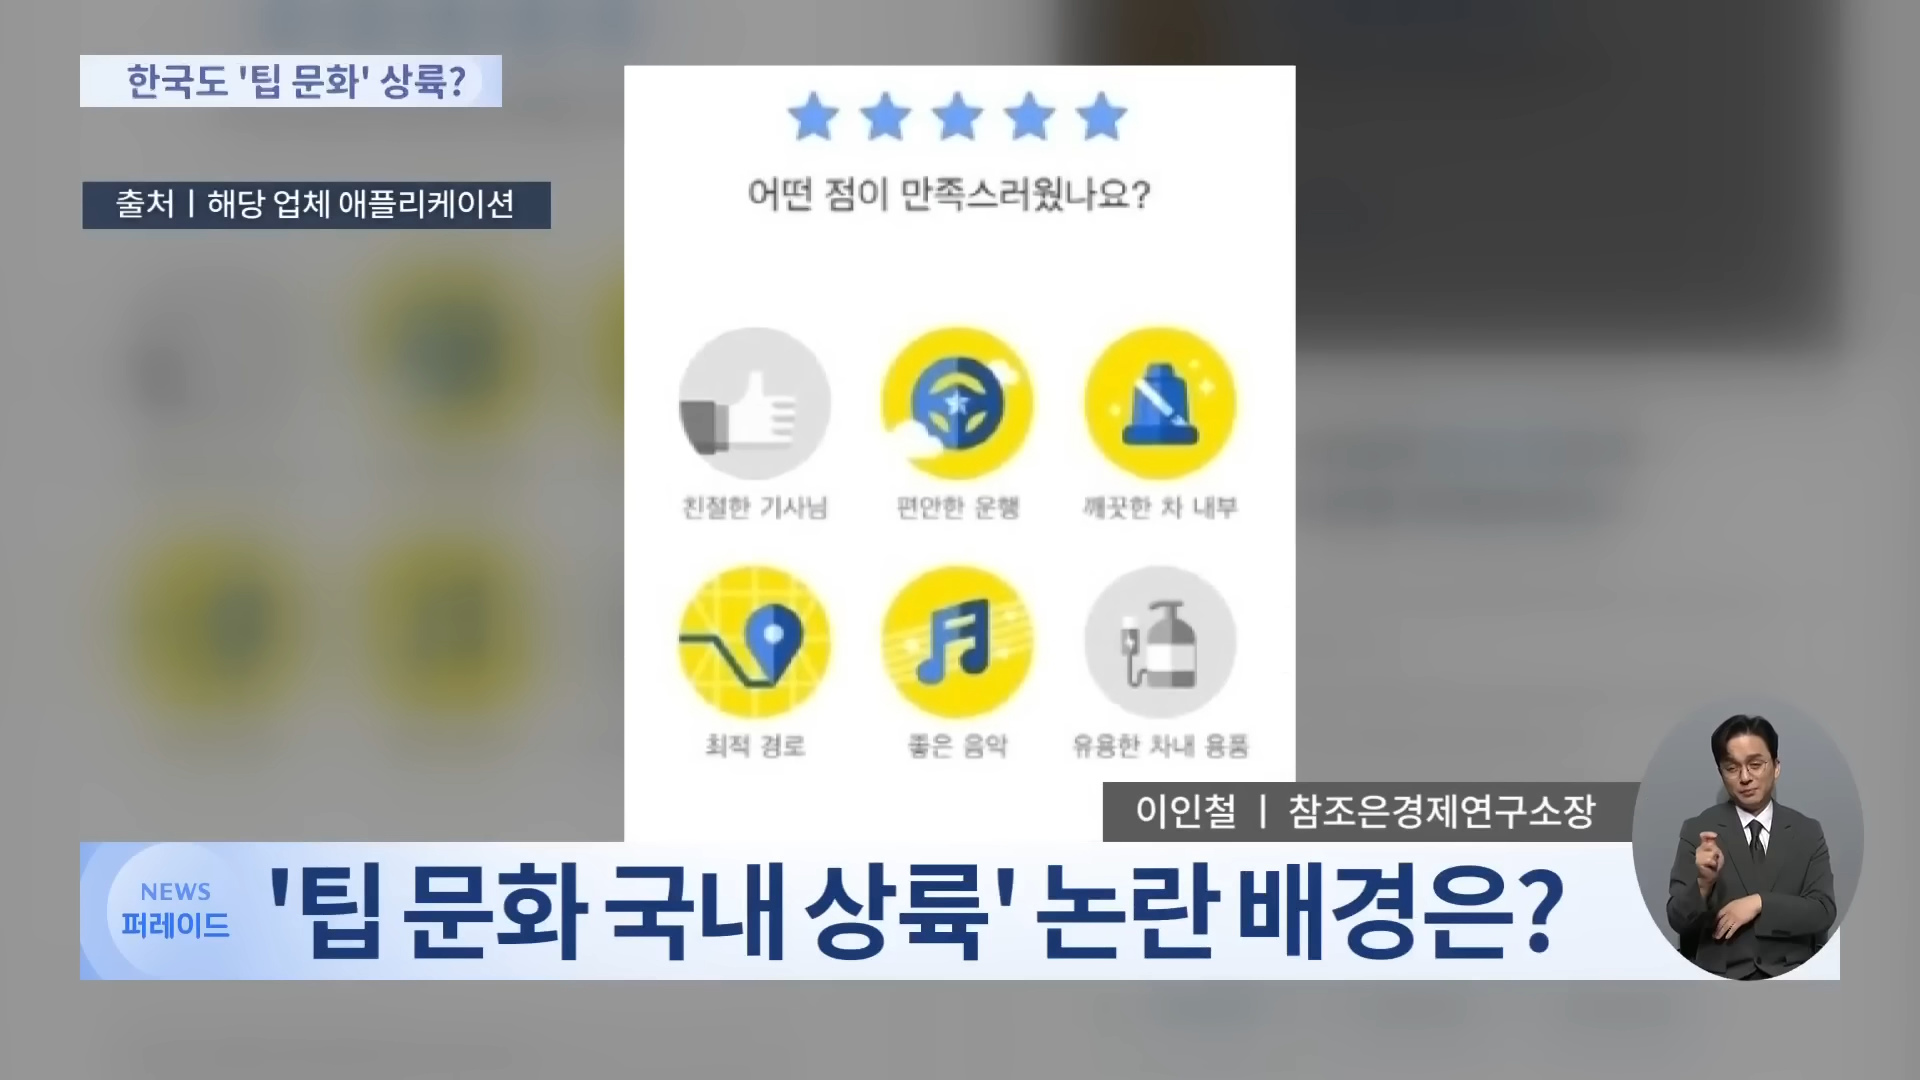 한국도 '팁 문화' 상륙?
출처 | 해당 업체 애플리케이션
어떤 점이 만족스러웠나요?
친절한 기사님
편안한 운행
깨끗한 차 내부
최적 경로
좋은 음악
유용한 차내 용품
이인철 | 참조은경제연구소장
NEWS
퍼레이드
'팁 문화 국내 상륙' 논란 배경은?